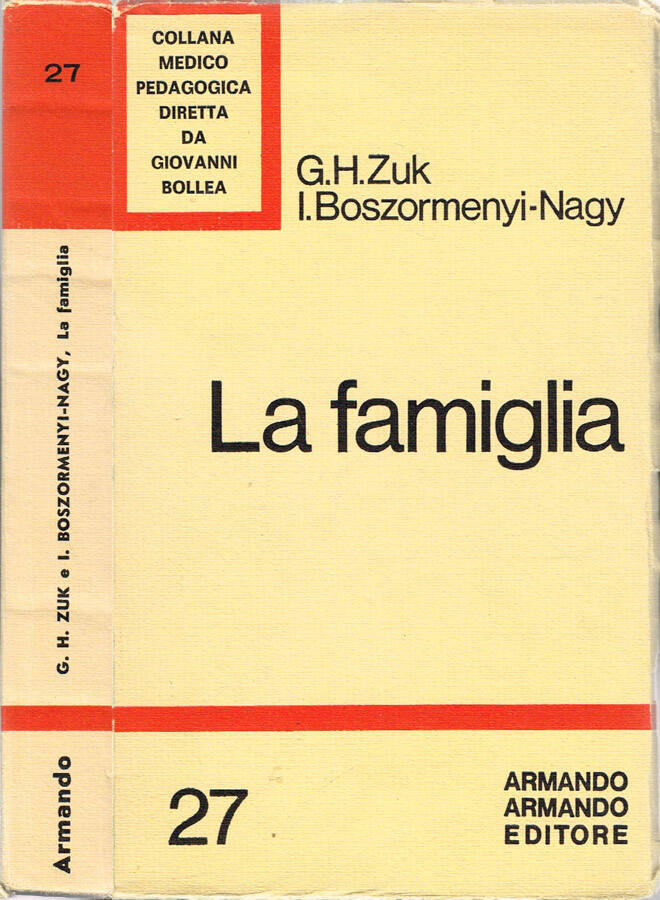 27
G. H. ZUK e I. BOSZORMENYI-NAGY, La famiglia
Armando
COLLANA
MEDICO
PEDAGOGICA
DIRETTA
DA
GIOVANNI
BOLLEA
G.H.Zuk
I.Boszormenyi-Nagy
La famiglia
27
ARMANDO
ARMANDO
EDITORE